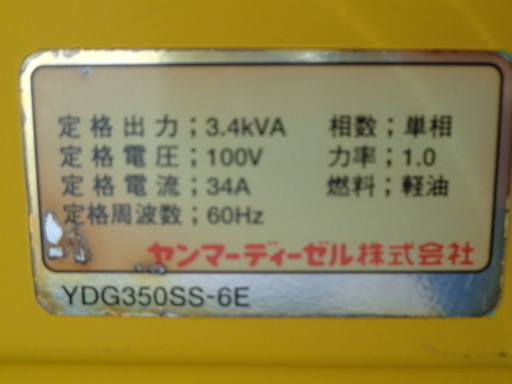 定格出力；3.4kVA 相数；単相
定格電圧；100V 力率；1.0
定格電流；34A 燃料；軽油
定格周波数；60Hz
ヤンマーディーゼル株式会社
YDG350SS-6E